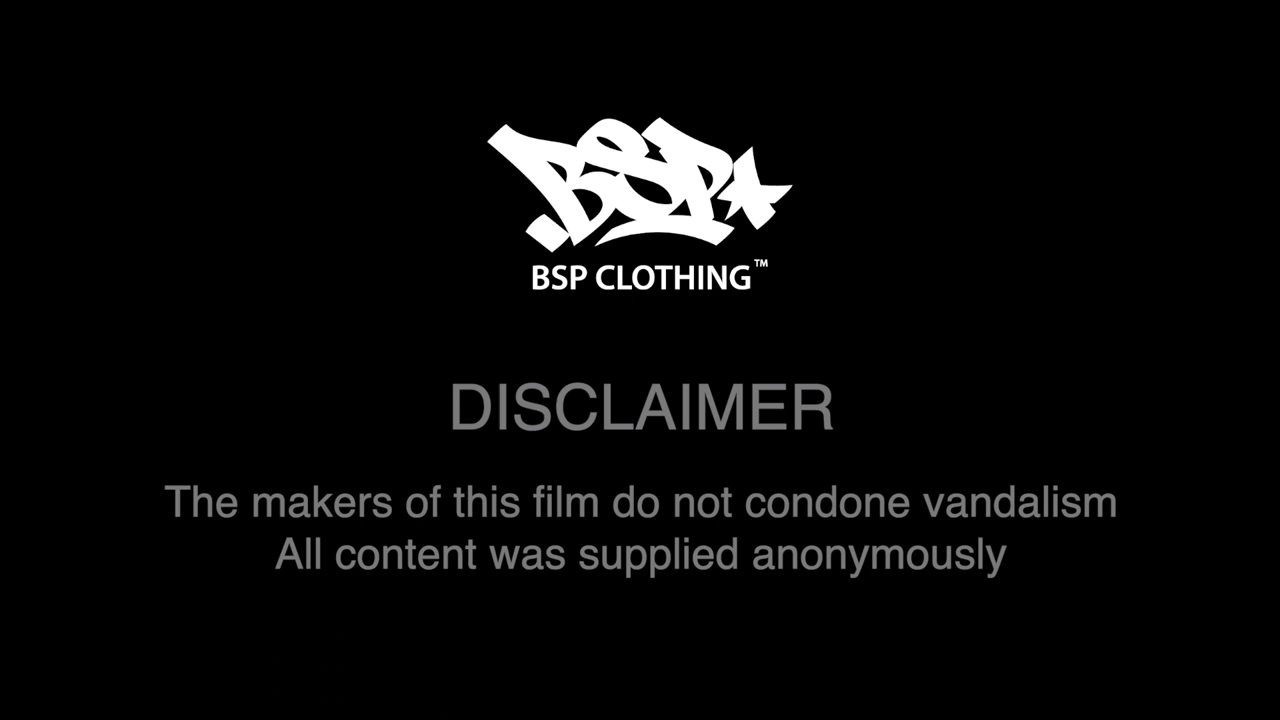 BSP
BSP CLOTHING™
DISCLAIMER
The makers of this film do not condone vandalism
All content was supplied anonymously